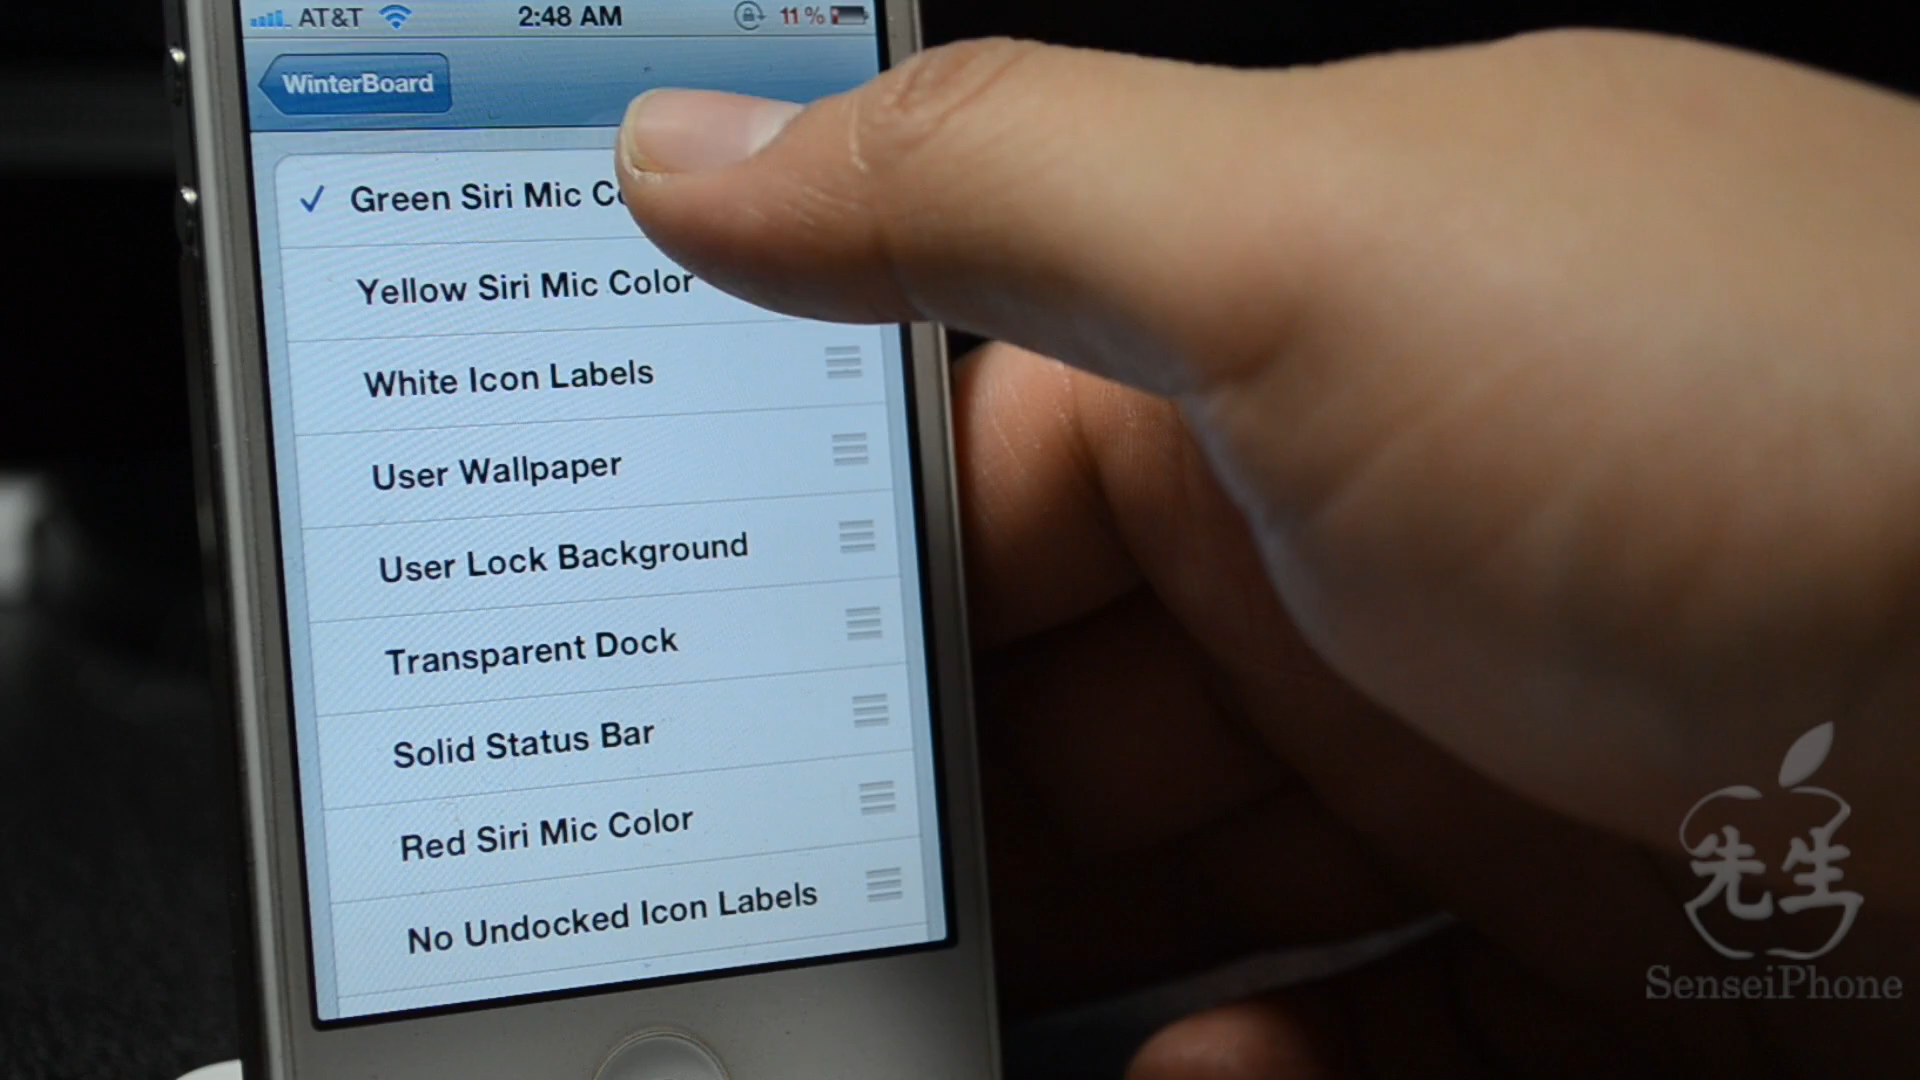 AT&T 2:48 AM 11%
WinterBoard
✓ Green Siri Mic
Yellow Siri Mic Color
White Icon Labels
User Wallpaper
User Lock Background
Transparent Dock
Solid Status Bar
Red Siri Mic Color
No Undocked Icon Labels
先生
SenseiPhone